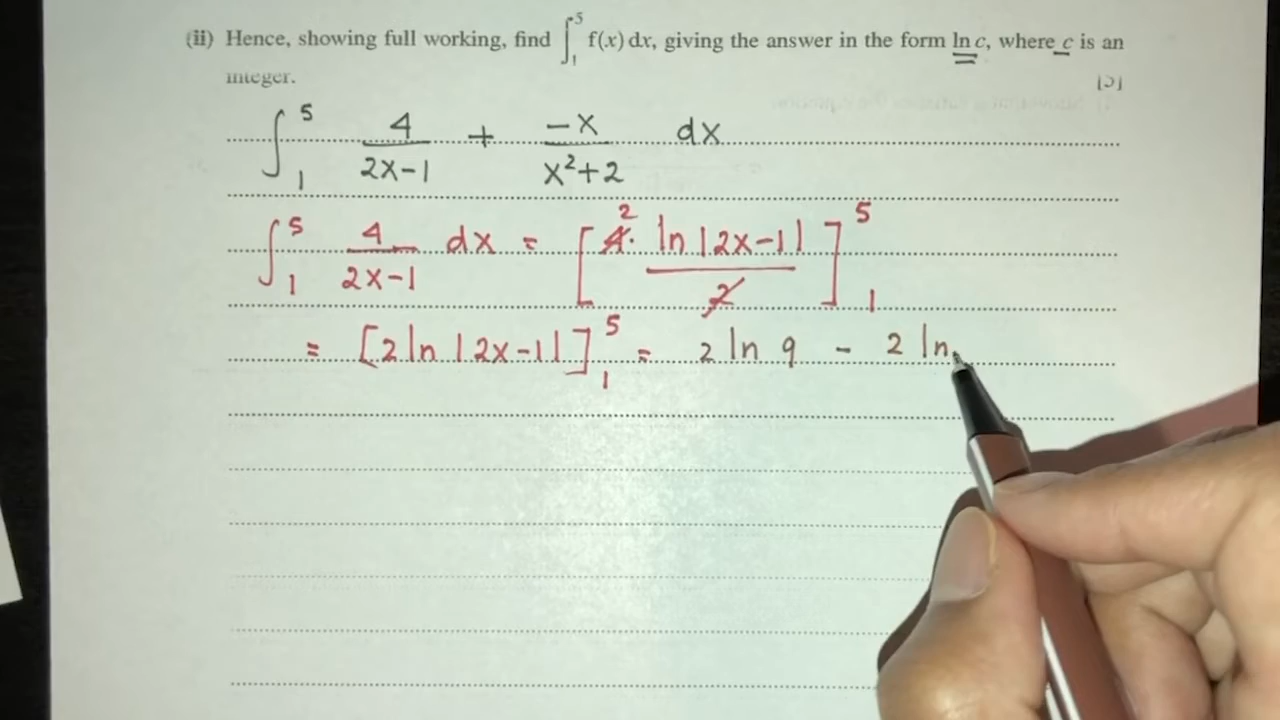 (ii) Hence, showing full working, find ∫₁⁵ f(x) dx, giving the answer in the form ln c, where c is an
integer. [5]
∫₁⁵ 4/(2x-1) + -x/(x²+2) dx
∫₁⁵ 4/(2x-1) dx = [4̸² · ln |2x-1| / 2̸]₁⁵
= [2 ln |2x-1|]₁⁵ = 2 ln 9 - 2 ln